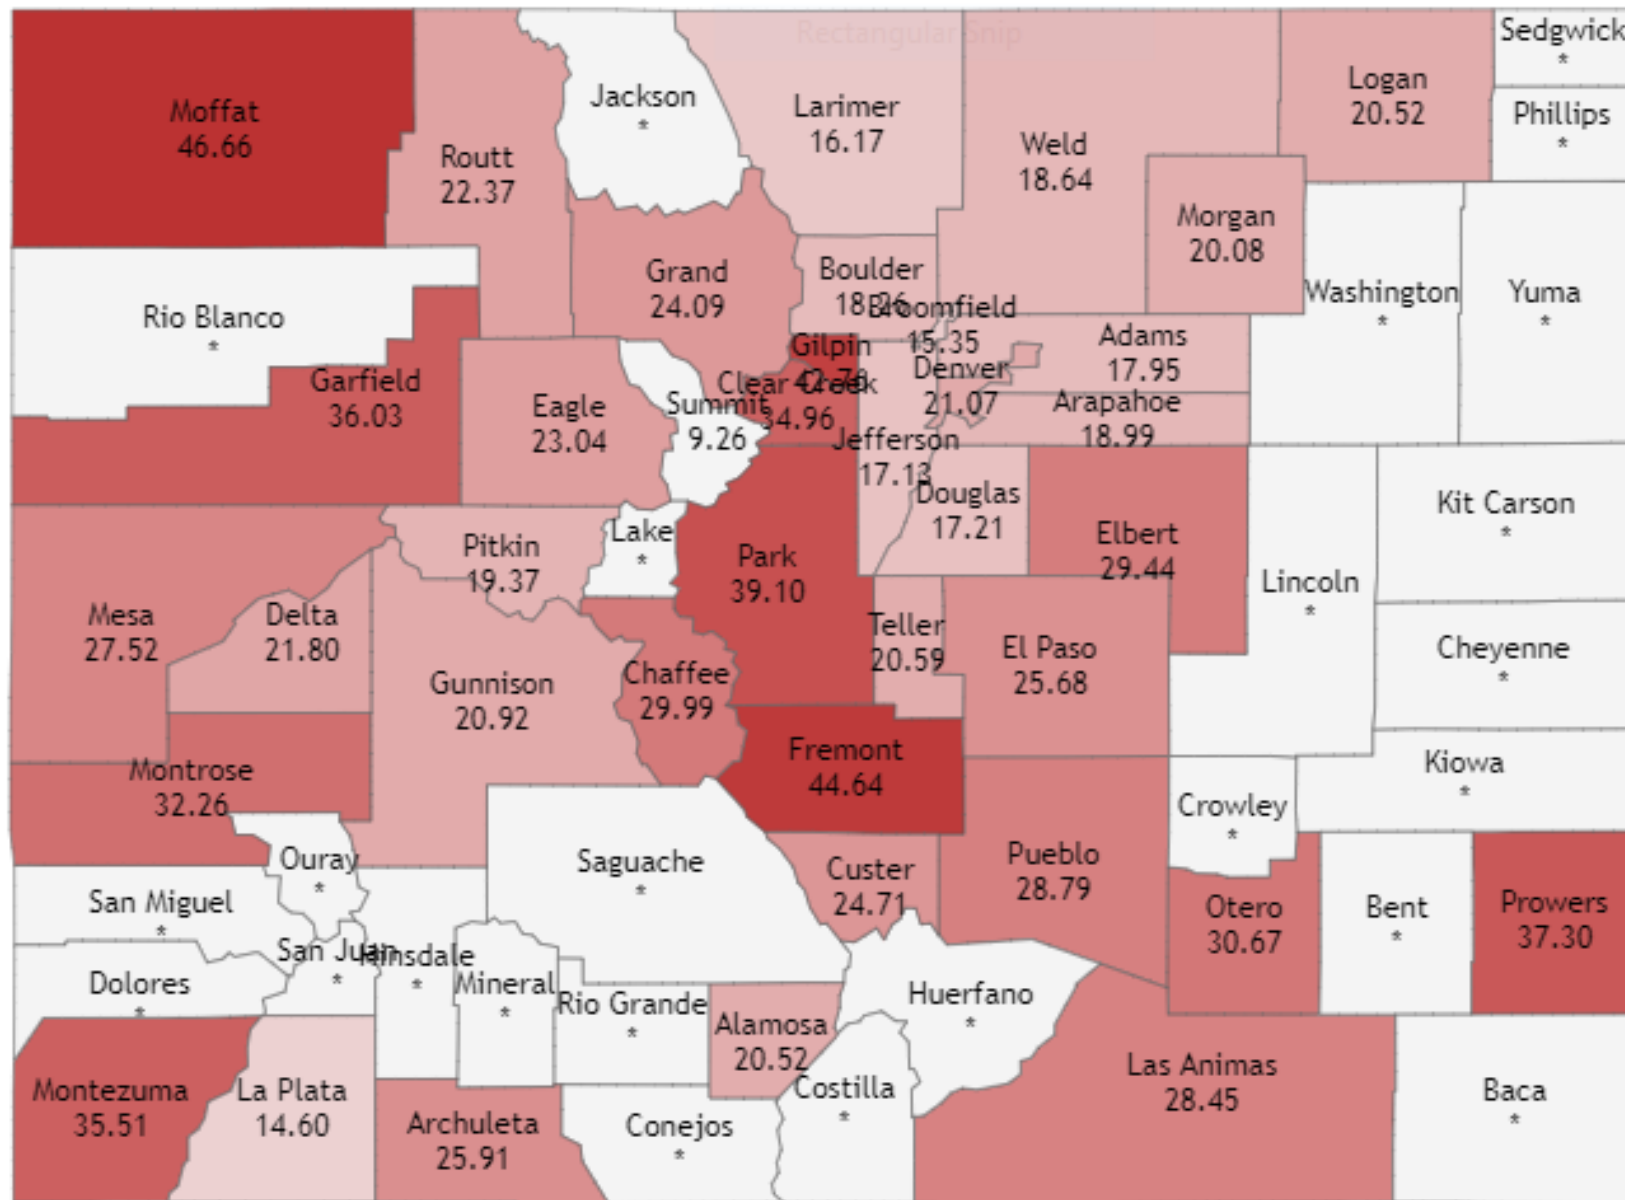 Rectangular Snip
Sedgwick
*
Moffat
46.66
Jackson
*
Larimer
16.17
Logan
20.52
Phillips
*
Routt
22.37
Weld
18.64
Morgan
20.08
Grand
24.09
Boulder
18.26
Broomfield
15.35
Washington
*
Yuma
*
Rio Blanco
*
Garfield
36.03
Eagle
23.04
Summit
9.26
Gilpin
42.78
Clear Creek
34.96
Denver
21.07
Adams
17.95
Arapahoe
18.99
Jefferson
17.13
Douglas
17.21
Elbert
29.44
Lincoln
*
Kit Carson
*
Pitkin
19.37
Lake
*
Park
39.10
Mesa
27.52
Delta
21.80
Gunnison
20.92
Chaffee
29.99
Teller
20.59
El Paso
25.68
Cheyenne
*
Montrose
32.26
Fremont
44.64
Kiowa
*
Crowley
*
Ouray
*
Saguache
*
Custer
24.71
Pueblo
28.79
Otero
30.67
Bent
*
Prowers
37.30
San Miguel
*
San Juan
*
Hinsdale
*
Mineral
*
Dolores
*
Rio Grande
*
Alamosa
20.52
Huerfano
*
Montezuma
35.51
La Plata
14.60
Archuleta
25.91
Conejos
*
Costilla
*
Las Animas
28.45
Baca
*